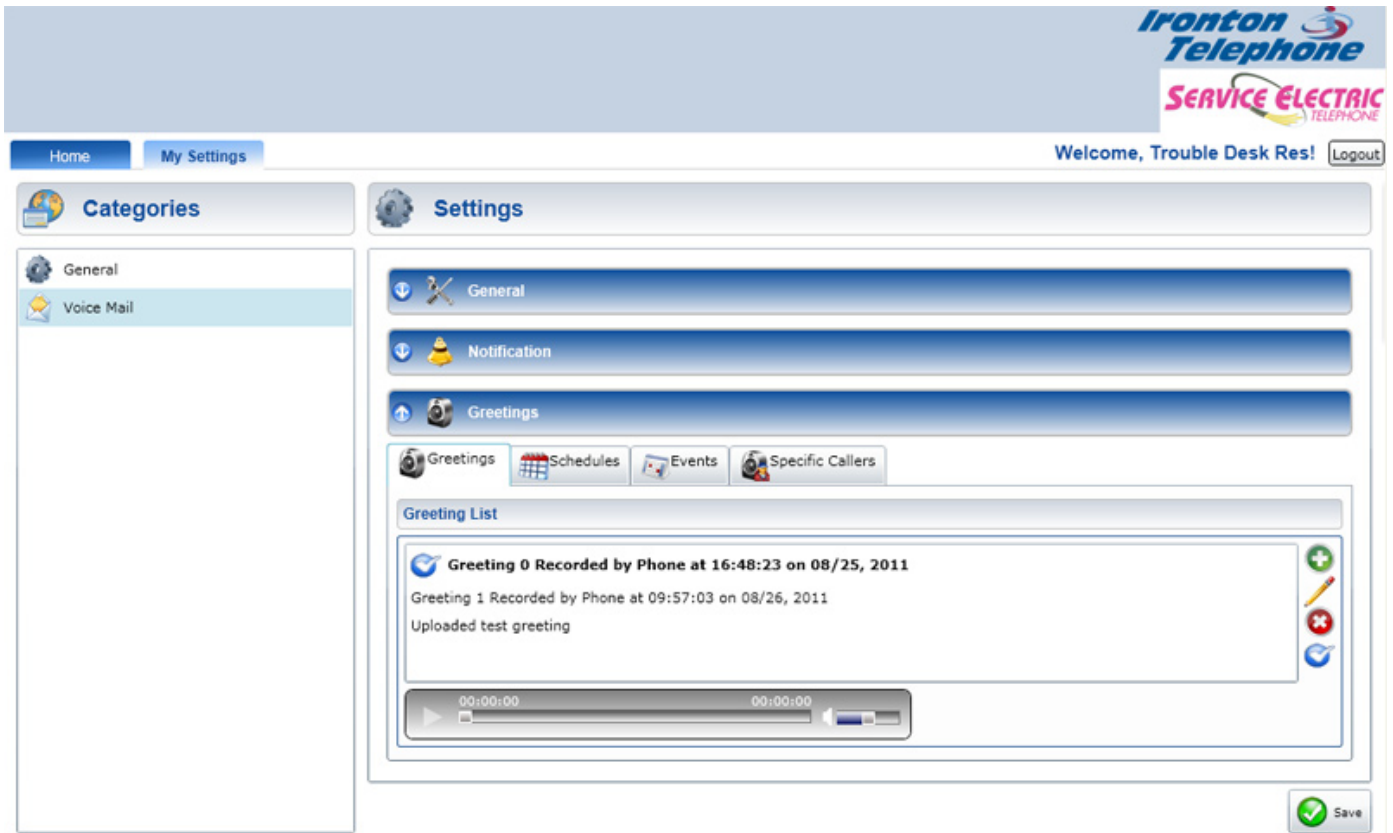 Ironton
Telephone
SERVICE ELECTRIC
TELEPHONE
Home
My Settings
Welcome, Trouble Desk Res!
Logout
Categories
Settings
General
Voice Mail
General
Notification
Greetings
Greetings
Schedules
Events
Specific Callers
Greeting List
Greeting 0 Recorded by Phone at 16:48:23 on 08/25, 2011
Greeting 1 Recorded by Phone at 09:57:03 on 08/26, 2011
Uploaded test greeting
00:00:00
00:00:00
Save